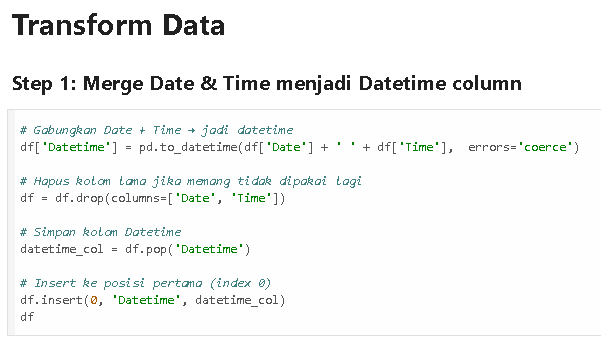 Transform Data
Step 1: Merge Date & Time menjadi Datetime column
# Gabungkan Date + Time → jadi datetime
df['Datetime'] = pd.to_datetime(df['Date'] + ' ' + df['Time'],  errors='coerce')
# Hapus kolom lama jika memang tidak dipakai lagi
df = df.drop(columns=['Date', 'Time'])
# Simpan kolom Datetime
datetime_col = df.pop('Datetime')
# Insert ke posisi pertama (index 0)
df.insert(0, 'Datetime', datetime_col)
df